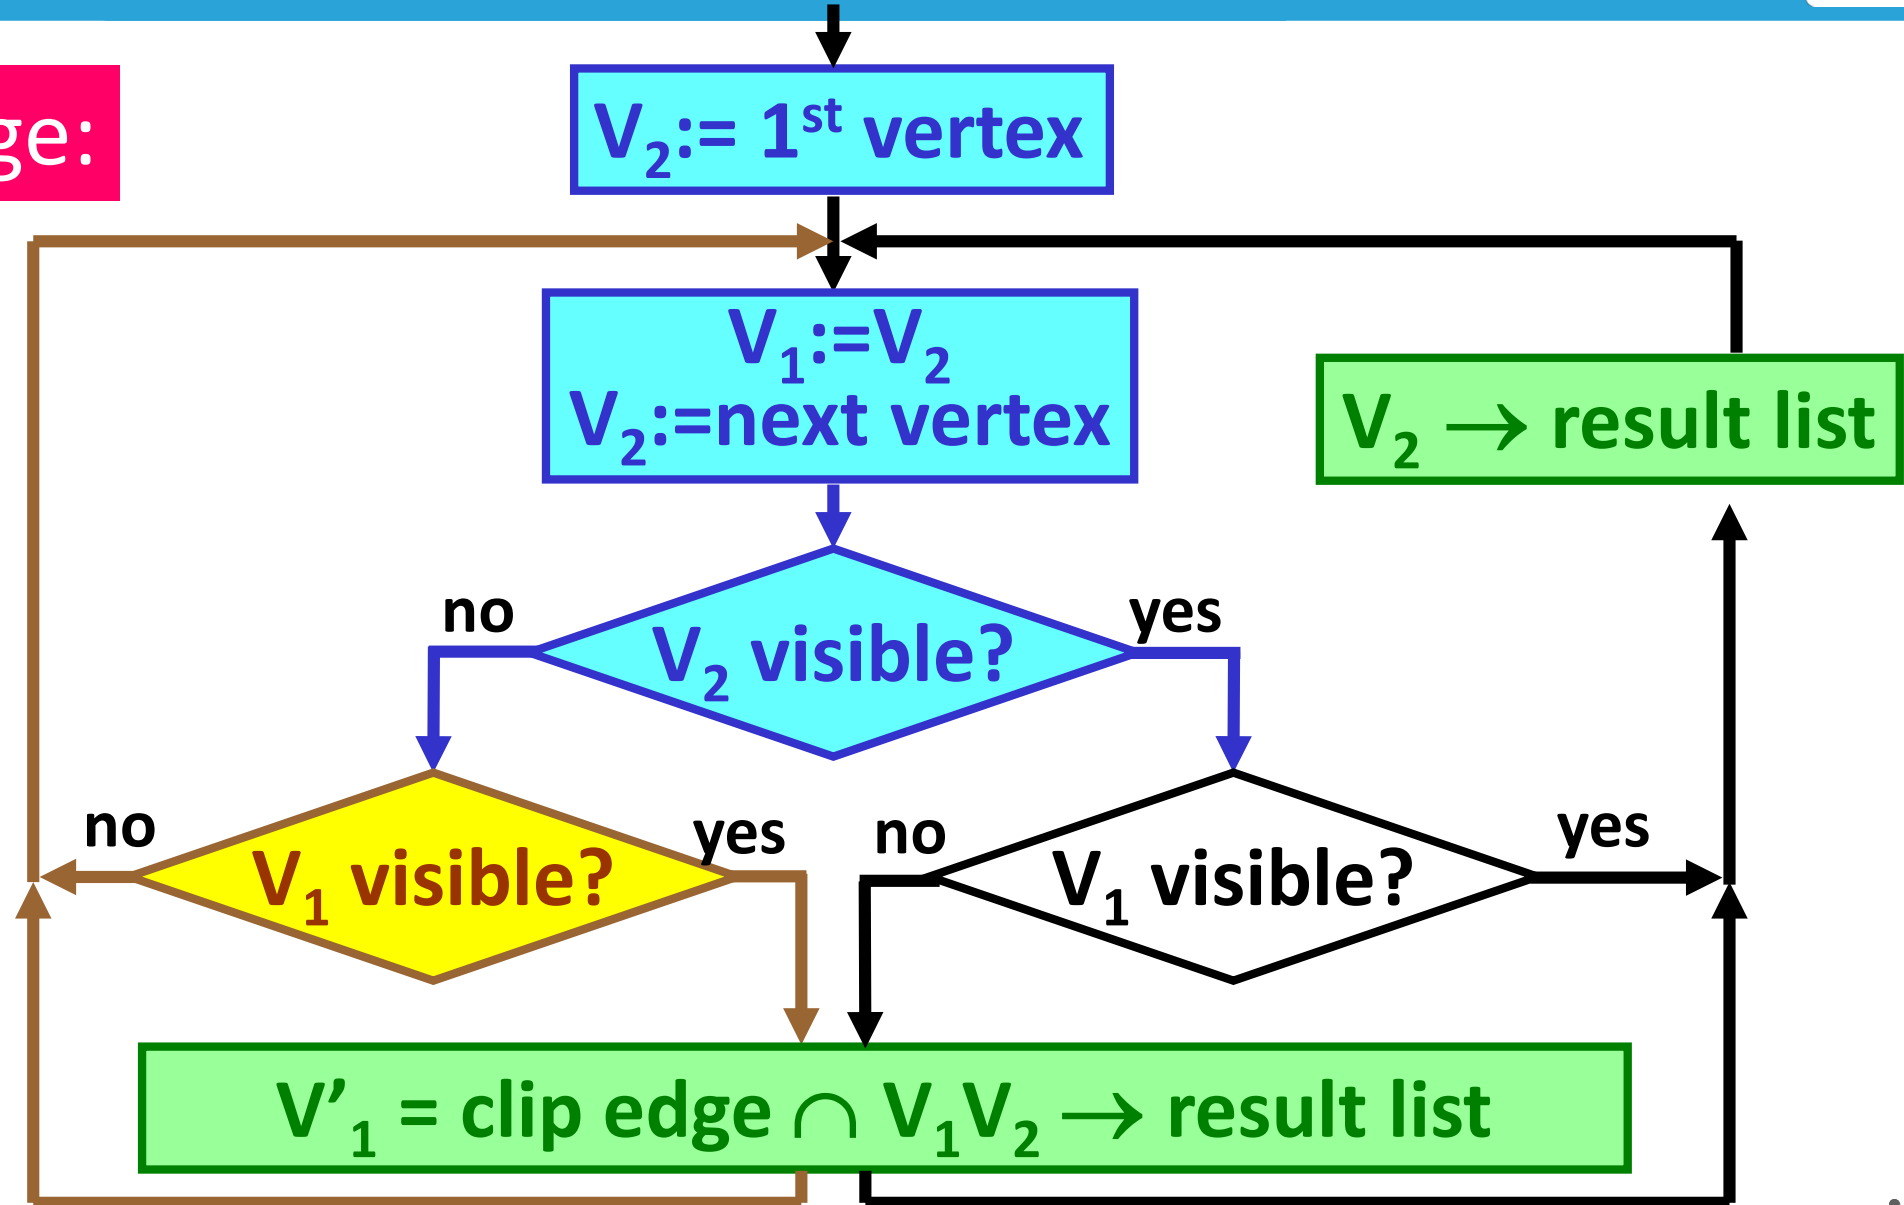 ge:
V₂:= 1ˢᵗ vertex
V₁:=V₂
V₂:=next vertex
V₂ → result list
no
yes
V₂ visible?
no
yes
no
yes
V₁ visible?
V₁ visible?
V’₁ = clip edge ∩ V₁V₂ → result list